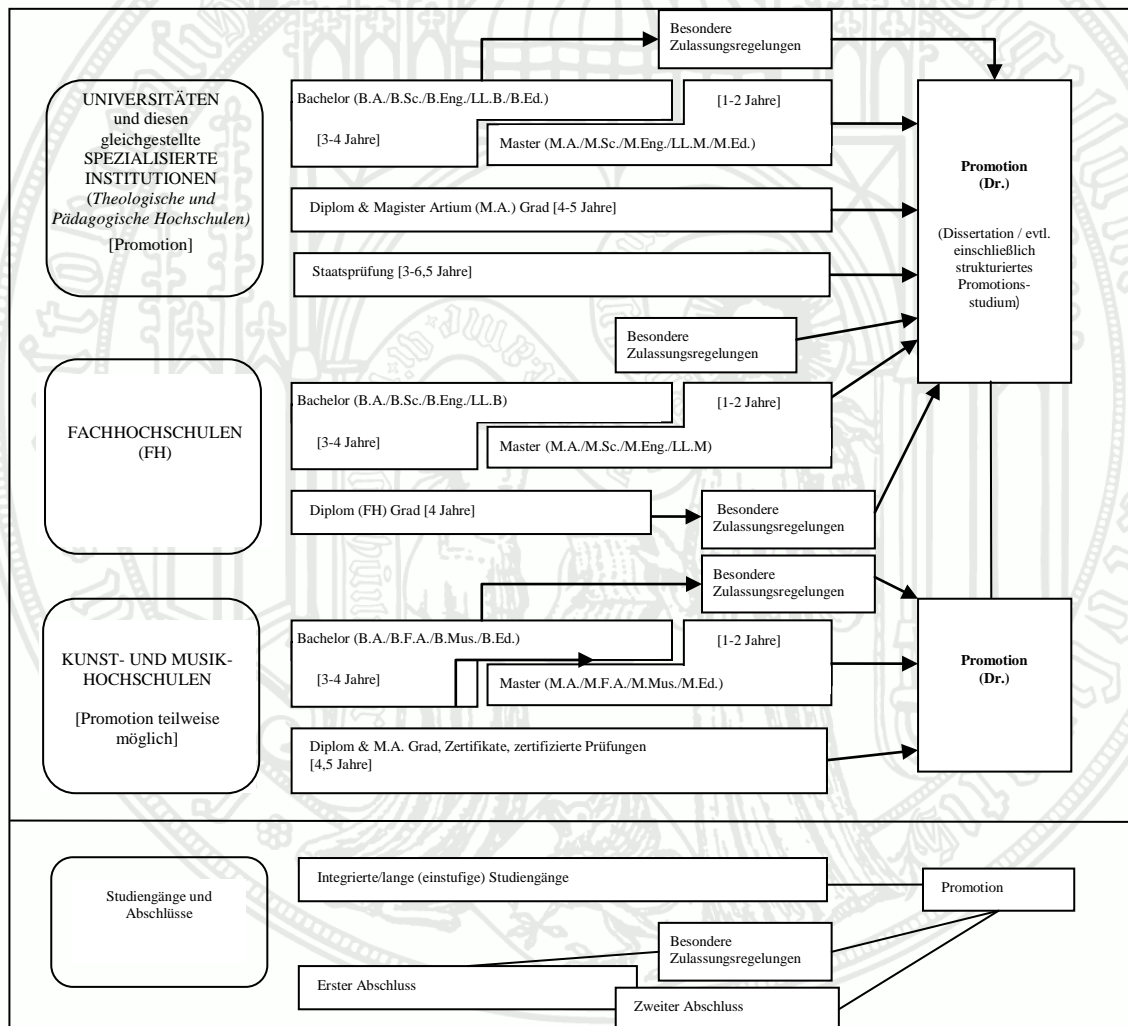 Besondere
Zulassungsregelungen
UNIVERSITÄTEN
und diesen
gleichgestellte
SPEZIALISIERTE
INSTITUTIONEN
(Theologische und
Pädagogische Hochschulen)
[Promotion]
Bachelor (B.A./B.Sc./B.Eng./LL.B./B.Ed.)
[3-4 Jahre]
[1-2 Jahre]
Master (M.A./M.Sc./M.Eng./LL.M./M.Ed.)
Diplom & Magister Artium (M.A.) Grad [4-5 Jahre]
Staatsprüfung [3-6,5 Jahre]
Promotion
(Dr.)
(Dissertation / evtl.
einschließlich
strukturiertes
Promotions-
studium)
Besondere
Zulassungsregelungen
FACHHOCHSCHULEN
(FH)
Bachelor (B.A./B.Sc./B.Eng./LL.B)
[3-4 Jahre]
[1-2 Jahre]
Master (M.A./M.Sc./M.Eng./LL.M)
Diplom (FH) Grad [4 Jahre]
Besondere
Zulassungsregelungen
Besondere
Zulassungsregelungen
KUNST- UND MUSIK-
HOCHSCHULEN
[Promotion teilweise
möglich]
Bachelor (B.A./B.F.A./B.Mus./B.Ed.)
[3-4 Jahre]
[1-2 Jahre]
Master (M.A./M.F.A./M.Mus./M.Ed.)
Diplom & M.A. Grad, Zertifikate, zertifizierte Prüfungen
[4,5 Jahre]
Promotion
(Dr.)
Studiengänge und
Abschlüsse
Integrierte/lange (einstufige) Studiengänge
Promotion
Besondere
Zulassungsregelungen
Erster Abschluss
Zweiter Abschluss